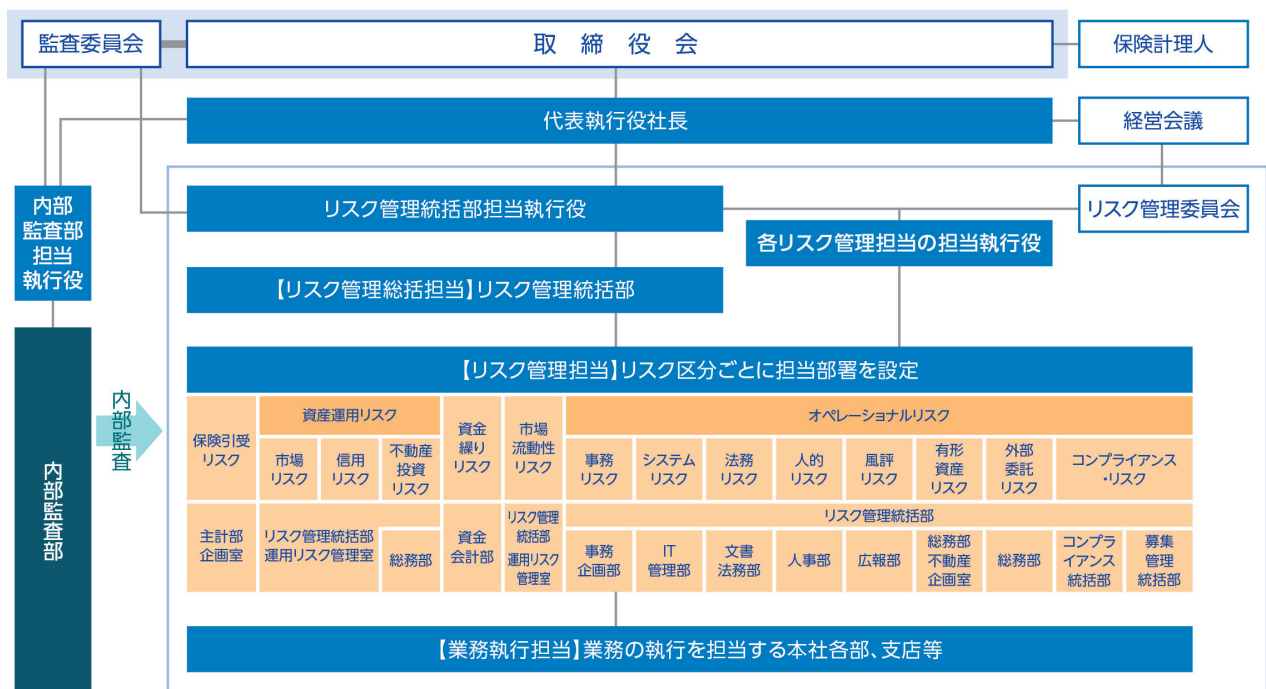 監査委員会
取締役会
保険計理人
代表執行役社長
経営会議
内部
監査部
担当
執行役
リスク管理統括部担当執行役
リスク管理委員会
各リスク管理担当の担当執行役
【リスク管理総括担当】リスク管理統括部
内部監査部
内部監査
【リスク管理担当】リスク区分ごとに担当部署を設定
保険引受
リスク
資産運用リスク
市場
リスク
信用
リスク
不動産
投資
リスク
資金
繰り
リスク
市場
流動性
リスク
オペレーショナルリスク
事務
リスク
システム
リスク
法務
リスク
人的
リスク
風評
リスク
有形
資産
リスク
外部
委託
リスク
コンプライアンス
・リスク
主計部
企画室
リスク管理統括部
運用リスク管理室
総務部
資金
会計部
リスク管理
統括部
運用リスク
管理室
リスク管理統括部
事務
企画部
IT
管理部
文書
法務部
人事部
広報部
総務部
不動産
企画室
総務部
コンプラ
イアンス
統括部
募集
管理
統括部
【業務執行担当】業務の執行を担当する本社各部、支店等